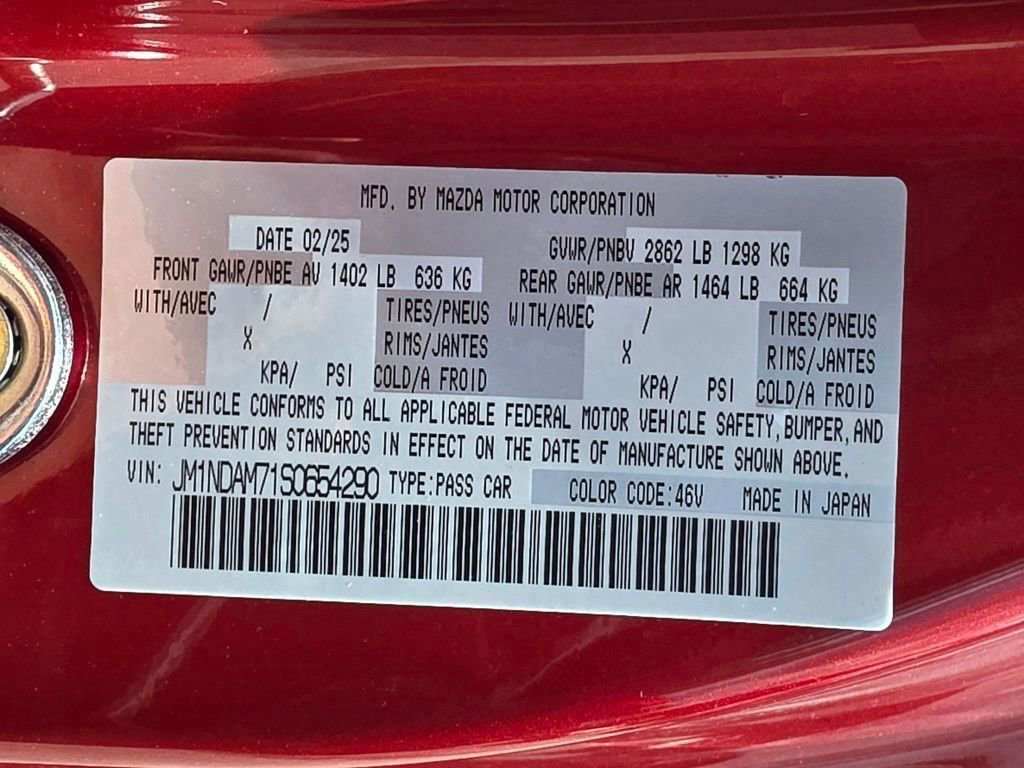 MFD. BY MAZDA MOTOR CORPORATION
DATE 02/25 GVWR/PNBV 2862 LB 1298 KG
FRONT GAWR/PNBE AV 1402 LB 636 KG REAR GAWR/PNBE AR 1464 LB 664 KG
WITH/AVEC / TIRES/PNEUS WITH/AVEC / TIRES/PNEUS
X RIMS/JANTES X RIMS/JANTES
KPA/ PSI COLD/A FROID KPA/ PSI COLD/A FROID
THIS VEHICLE CONFORMS TO ALL APPLICABLE FEDERAL MOTOR VEHICLE SAFETY, BUMPER, AND
THEFT PREVENTION STANDARDS IN EFFECT ON THE DATE OF MANUFACTURE SHOWN ABOVE.
VIN: JM1NDAM71S0654290 TYPE:PASS CAR COLOR CODE:46V MADE IN JAPAN